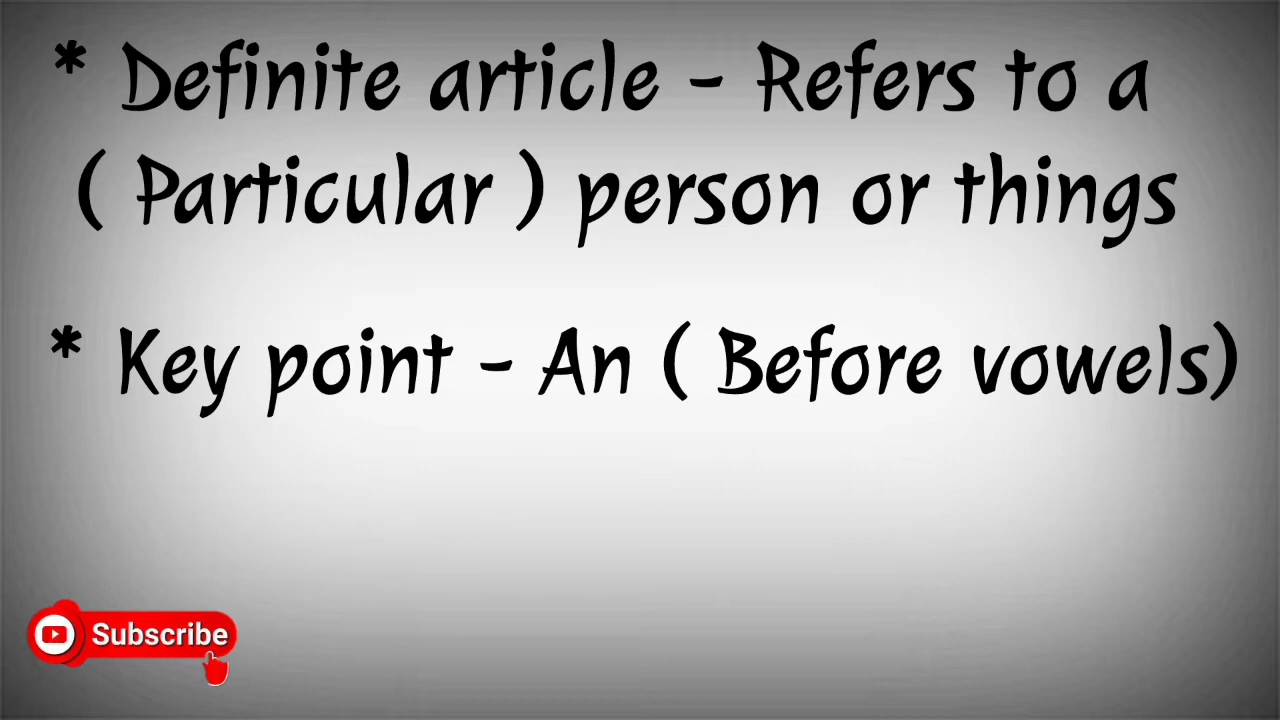 * Definite article - Refers to a
( Particular ) person or things
* Key point - An ( Before vowels)
Subscribe